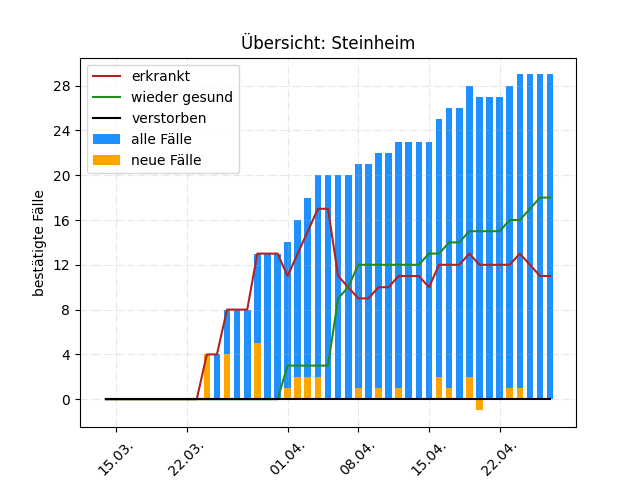 Übersicht: Steinheim
erkrankt
wieder gesund
verstorben
alle Fälle
neue Fälle
bestätigte Fälle
28
24
20
16
12
8
4
0
15.03.
22.03.
01.04.
08.04.
15.04.
22.04.